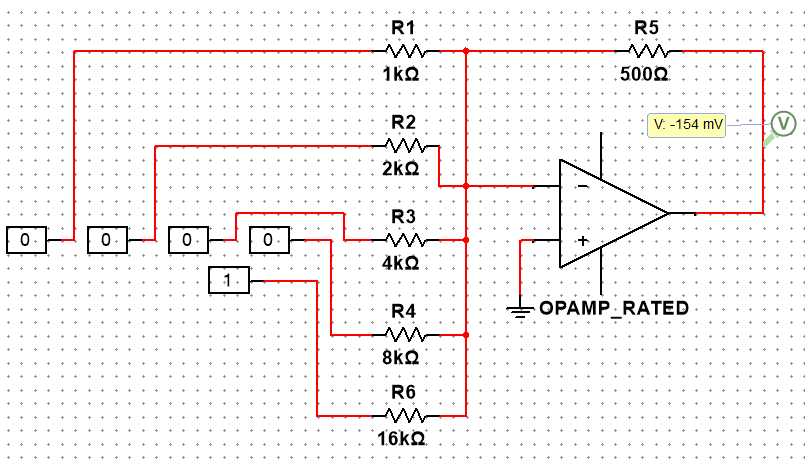 R1
1kΩ
R5
500Ω
V: -154 mV
V
R2
2kΩ
R3
4kΩ
0
0
0
0
1
R4
8kΩ
R6
16kΩ
−
+
OPAMP_RATED